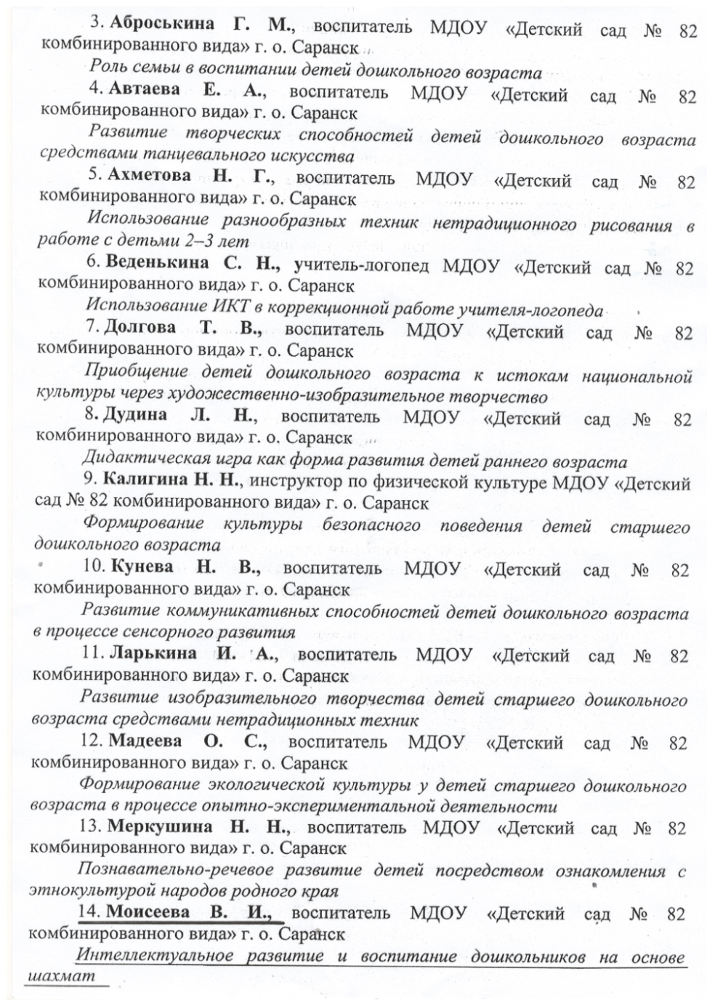 3. Аброськина Г. М., воспитатель МДОУ «Детский сад № 82
комбинированного вида» г. о. Саранск
Роль семьи в воспитании детей дошкольного возраста
4. Автаева Е. А., воспитатель МДОУ «Детский сад № 82
комбинированного вида» г. о. Саранск
Развитие творческих способностей детей дошкольного возраста
средствами танцевального искусства
5. Ахметова Н. Г., воспитатель МДОУ «Детский сад № 82
комбинированного вида» г. о. Саранск
Использование разнообразных техник нетрадиционного рисования в
работе с детьми 2–3 лет
6. Веденькина С. Н., учитель-логопед МДОУ «Детский сад № 82
комбинированного вида» г. о. Саранск
Использование ИКТ в коррекционной работе учителя-логопеда
7. Долгова Т. В., воспитатель МДОУ «Детский сад № 82
комбинированного вида» г. о. Саранск
Приобщение детей дошкольного возраста к истокам национальной
культуры через художественно-изобразительное творчество
8. Дудина Л. Н., воспитатель МДОУ «Детский сад № 82
комбинированного вида» г. о. Саранск
Дидактическая игра как форма развития детей раннего возраста
9. Калигина Н. Н., инструктор по физической культуре МДОУ «Детский
сад № 82 комбинированного вида» г. о. Саранск
Формирование культуры безопасного поведения детей старшего
дошкольного возраста
10. Кунева Н. В., воспитатель МДОУ «Детский сад № 82
комбинированного вида» г. о. Саранск
Развитие коммуникативных способностей детей дошкольного возраста
в процессе сенсорного развития
11. Ларькина И. А., воспитатель МДОУ «Детский сад № 82
комбинированного вида» г. о. Саранск
Развитие изобразительного творчества детей старшего дошкольного
возраста средствами нетрадиционных техник
12. Мадеева О. С., воспитатель МДОУ «Детский сад № 82
комбинированного вида» г. о. Саранск
Формирование экологической культуры у детей старшего дошкольного
возраста в процессе опытно-экспериментальной деятельности
13. Меркушина Н. Н., воспитатель МДОУ «Детский сад № 82
комбинированного вида» г. о. Саранск
Познавательно-речевое развитие детей посредством ознакомления с
этнокультурой народов родного края
14. Моисеева В. И., воспитатель МДОУ «Детский сад № 82
комбинированного вида» г. о. Саранск
Интеллектуальное развитие и воспитание дошкольников на основе
шахмат